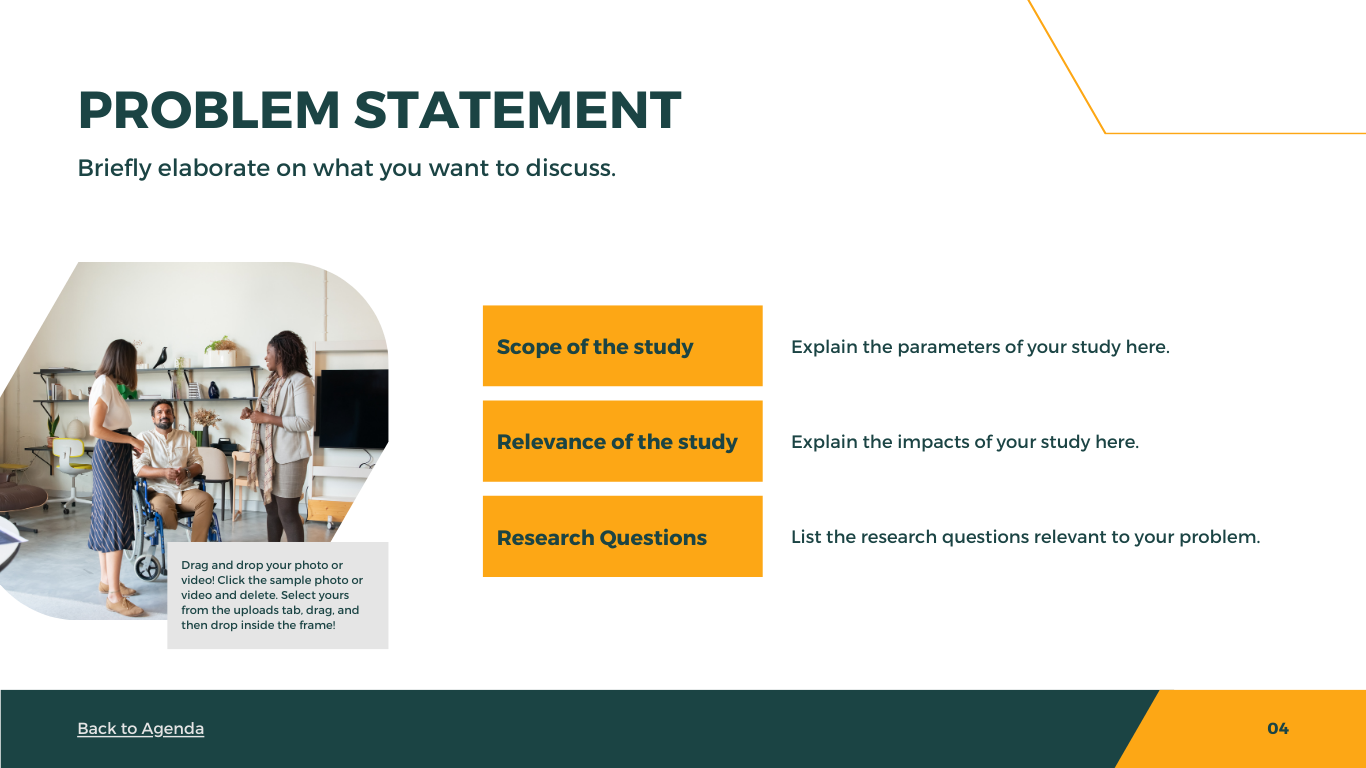 PROBLEM STATEMENT
Briefly elaborate on what you want to discuss.
Scope of the study
Explain the parameters of your study here.
Relevance of the study
Explain the impacts of your study here.
Research Questions
List the research questions relevant to your problem.
Drag and drop your photo or
video! Click the sample photo or
video and delete. Select yours
from the uploads tab, drag, and
then drop inside the frame!
Back to Agenda
04